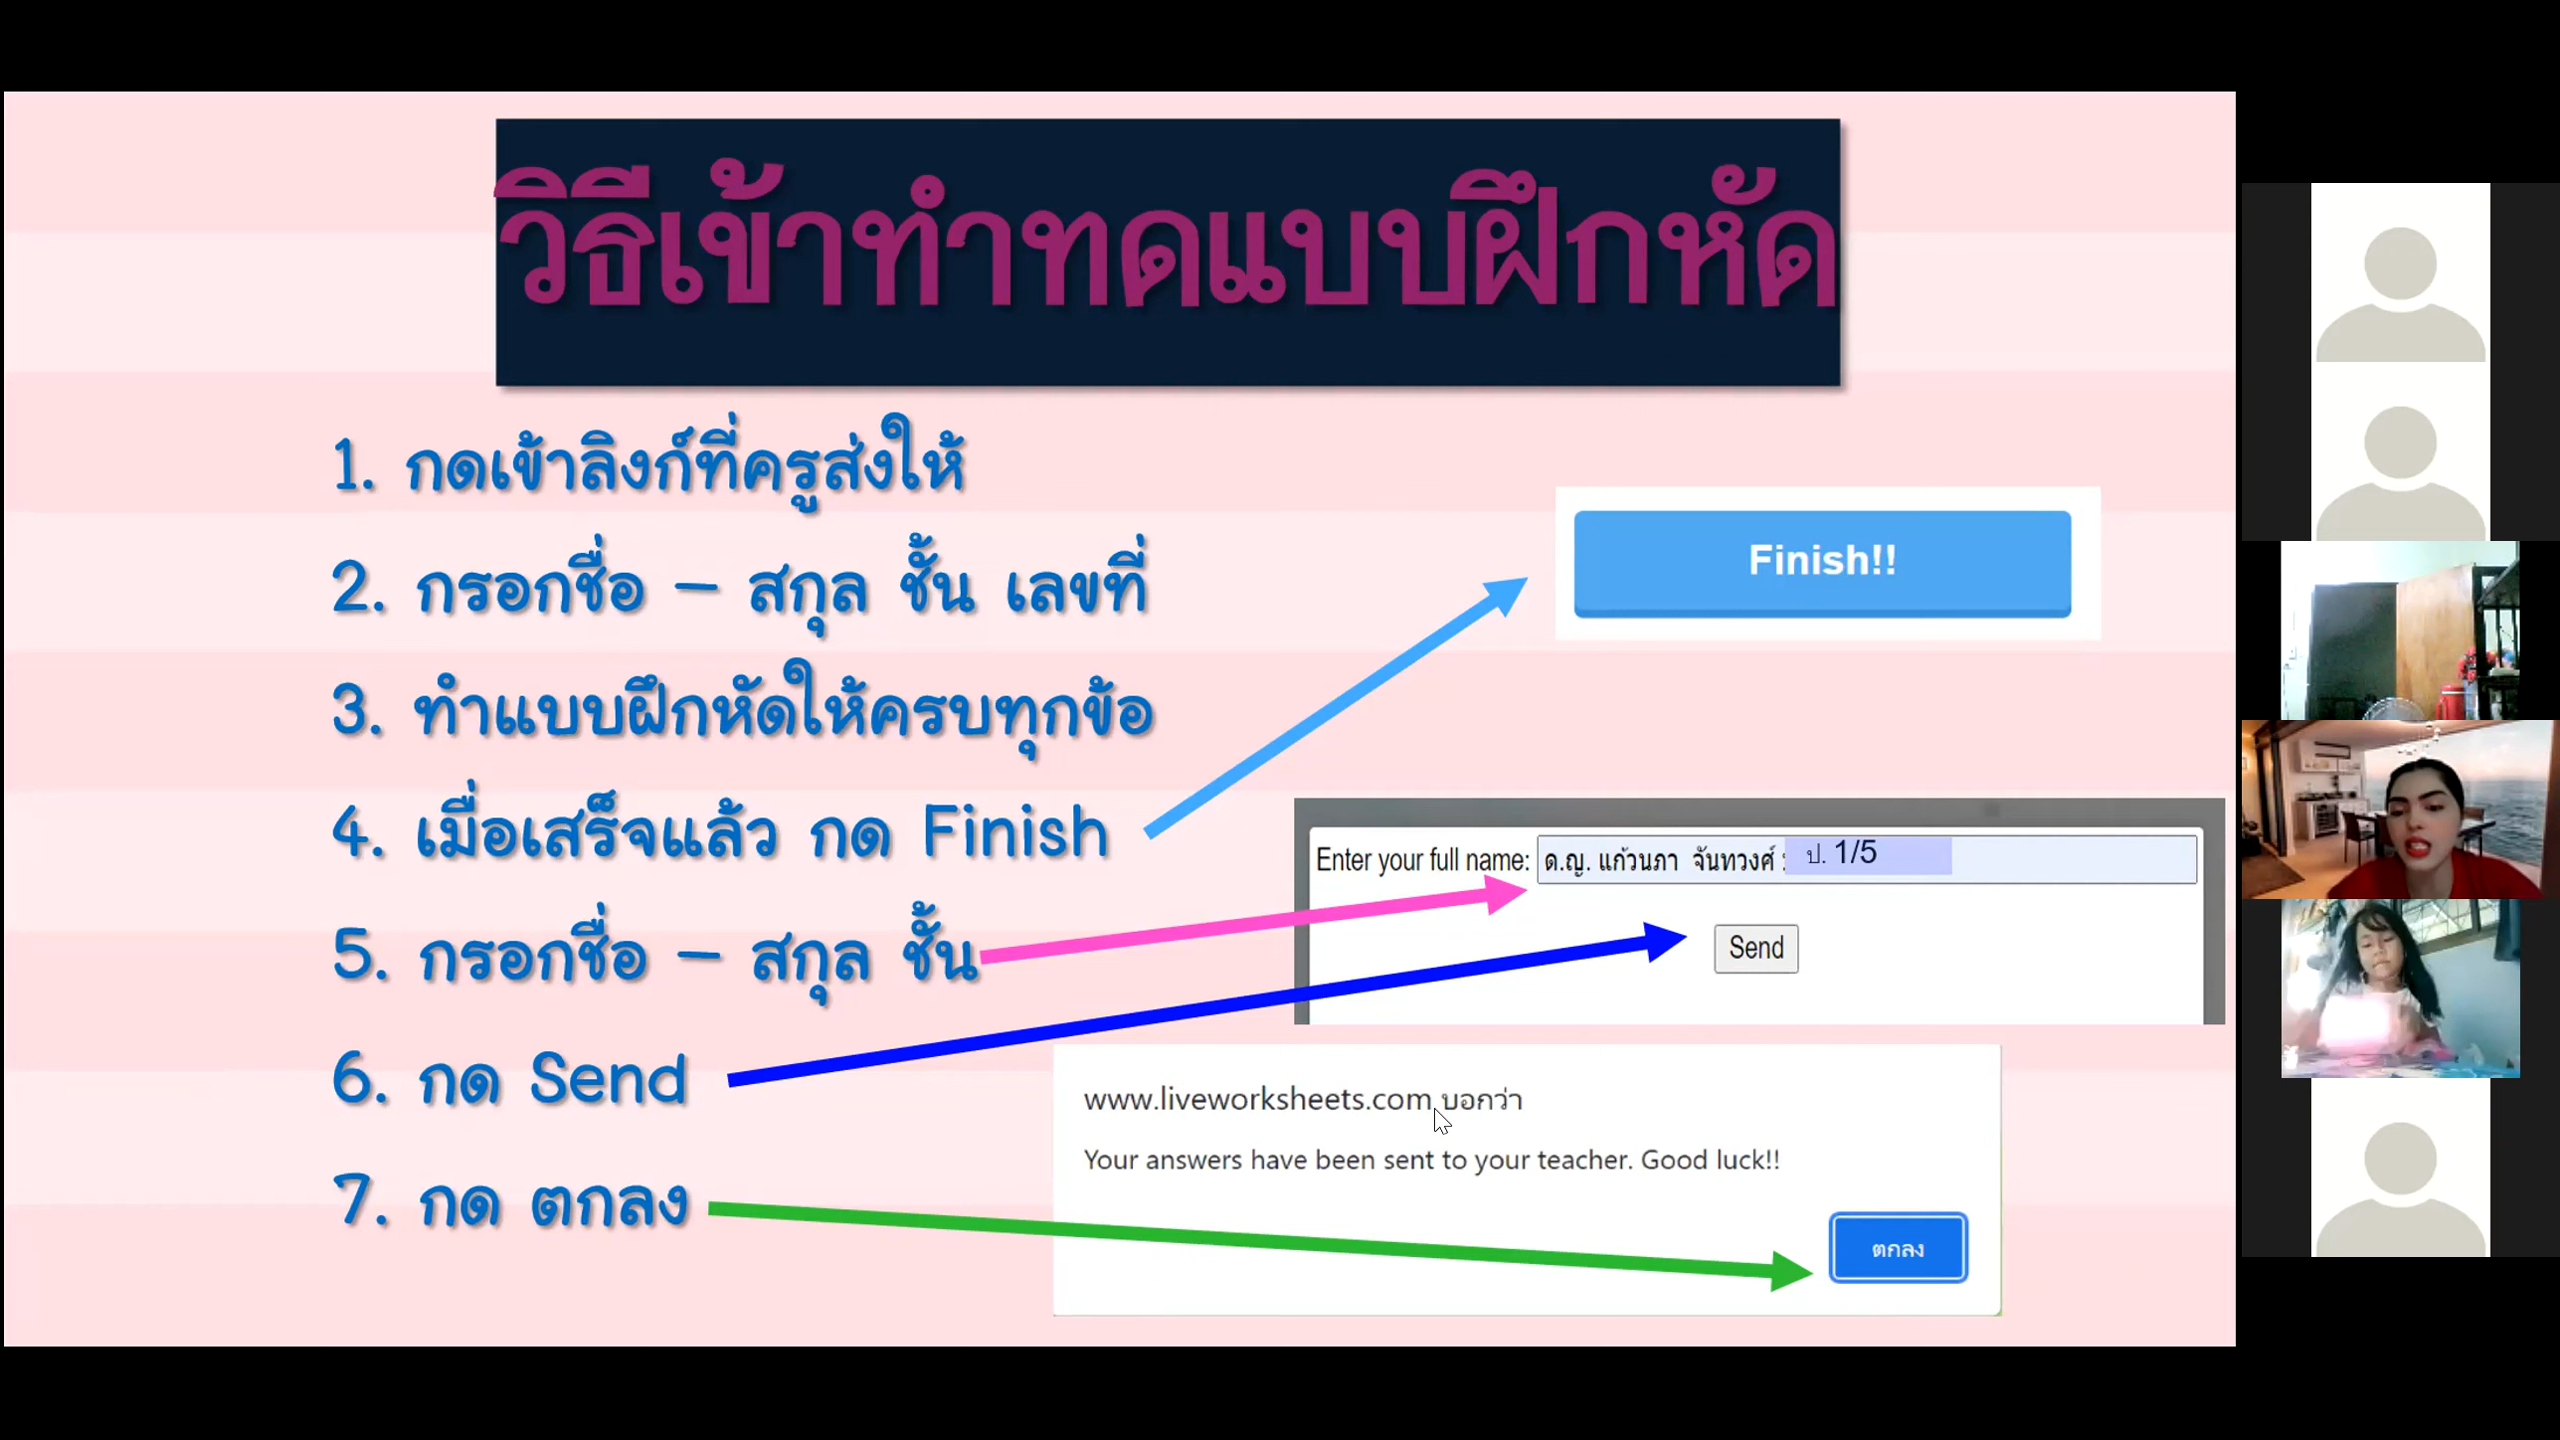 วิธีเข้าทำทดแบบฝึกหัด
1. กดเข้าลิงก์ที่ครูส่งให้
2. กรอกชื่อ – สกุล ชั้น เลขที่
3. ทำแบบฝึกหัดให้ครบทุกข้อ
4. เมื่อเสร็จแล้ว กด Finish
5. กรอกชื่อ – สกุล ชั้น
6. กด Send
7. กด ตกลง
Finish!!
Enter your full name: ด.ญ. แก้วนภา จันทวงศ์ ป. 1/5
Send
www.liveworksheets.com บอกว่า
Your answers have been sent to your teacher. Good luck!!
ตกลง